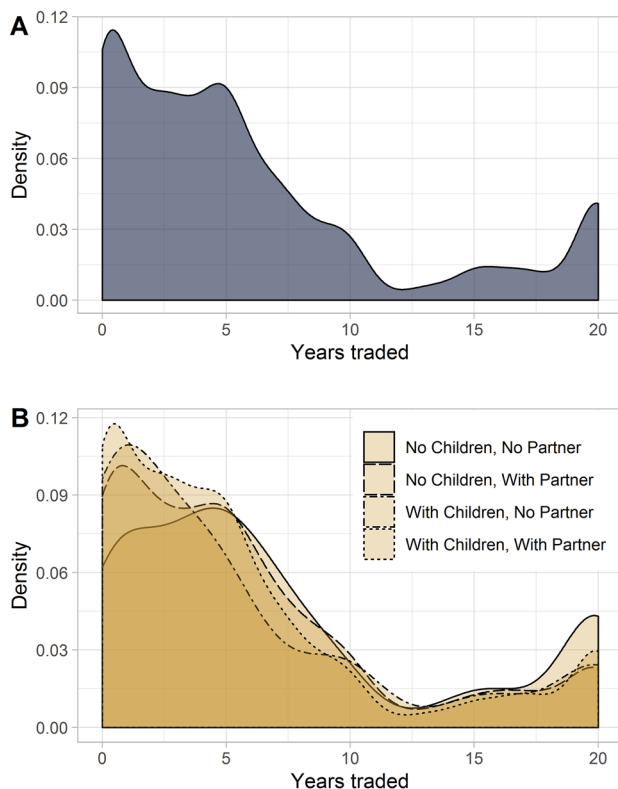 A
0.12
0.09
0.06
0.03
0.00
Density
0 5 10 15 20
Years traded
B
0.12
0.09
0.06
0.03
0.00
Density
No Children, No Partner
No Children, With Partner
With Children, No Partner
With Children, With Partner
0 5 10 15 20
Years traded